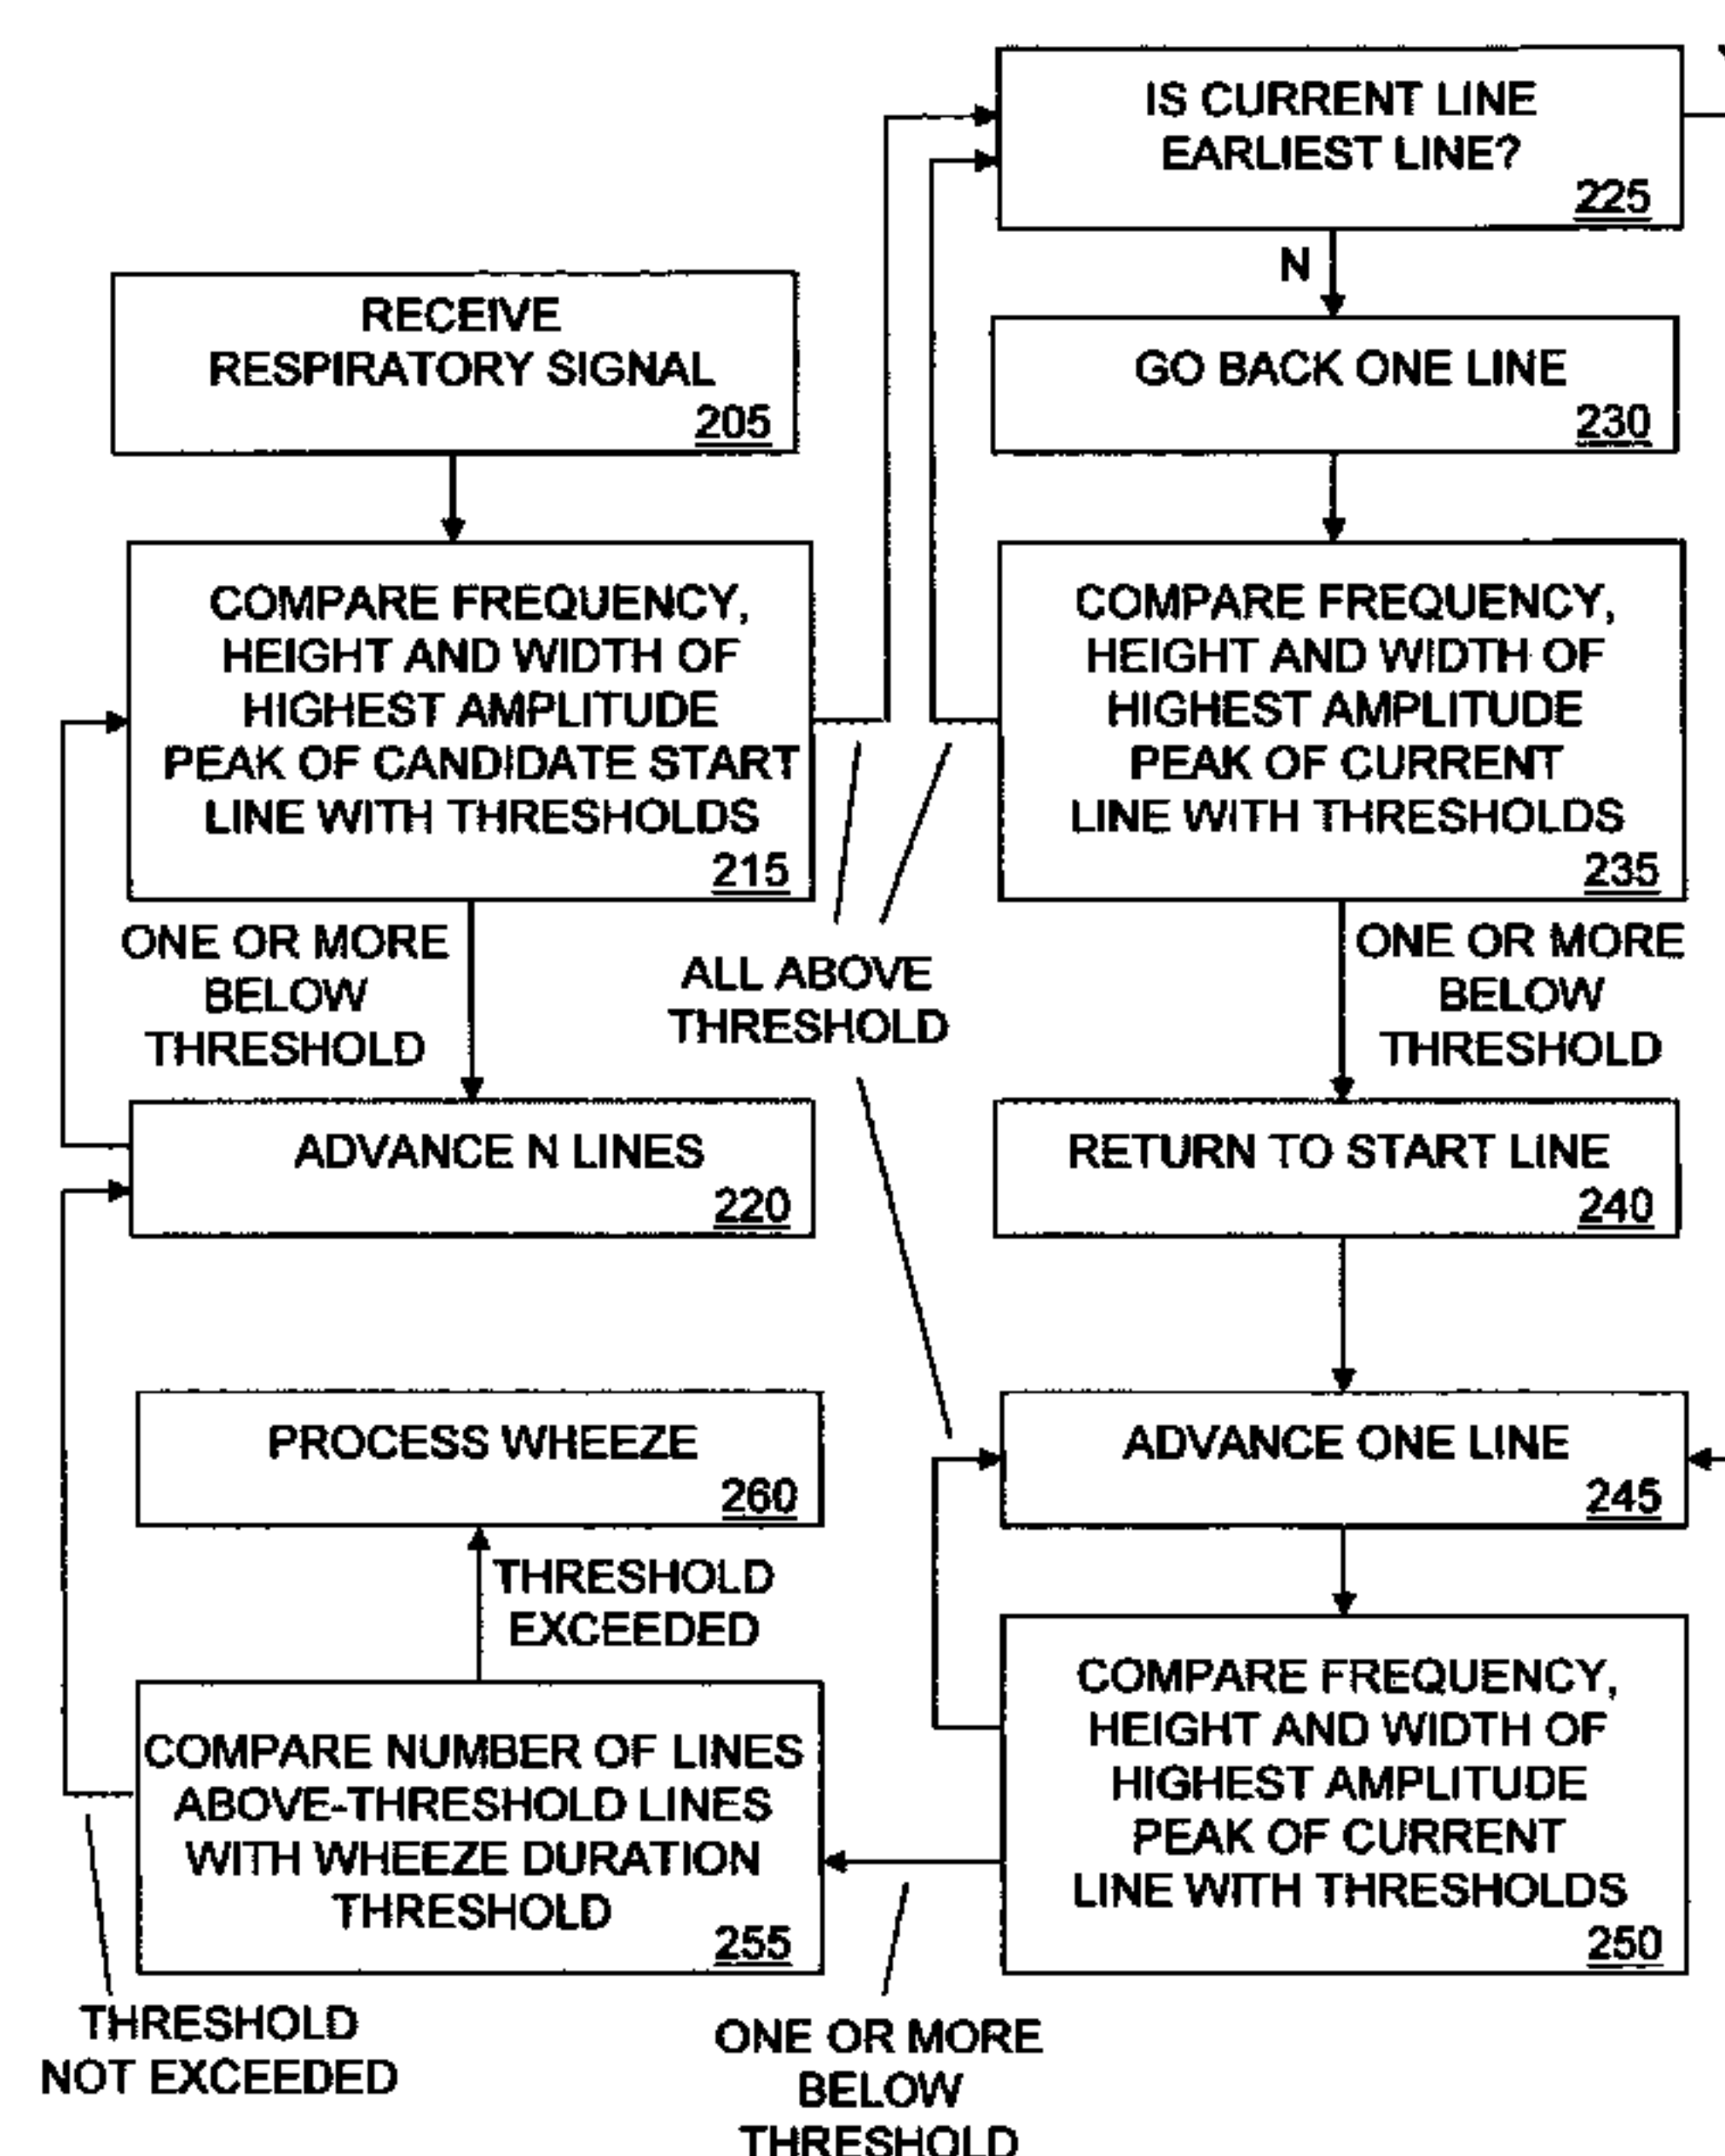 IS CURRENT LINE
EARLIEST LINE?
225
N
RECEIVE
RESPIRATORY SIGNAL
205
GO BACK ONE LINE
230
COMPARE FREQUENCY,
HEIGHT AND WIDTH OF
HIGHEST AMPLITUDE
PEAK OF CANDIDATE START
LINE WITH THRESHOLDS
215
COMPARE FREQUENCY,
HEIGHT AND WIDTH OF
HIGHEST AMPLITUDE
PEAK OF CURRENT
LINE WITH THRESHOLDS
235
ONE OR MORE
BELOW
THRESHOLD
ALL ABOVE
THRESHOLD
ONE OR MORE
BELOW
THRESHOLD
ADVANCE N LINES
220
RETURN TO START LINE
240
PROCESS WHEEZE
260
ADVANCE ONE LINE
245
THRESHOLD
EXCEEDED
COMPARE NUMBER OF LINES
ABOVE-THRESHOLD LINES
WITH WHEEZE DURATION
THRESHOLD
255
COMPARE FREQUENCY,
HEIGHT AND WIDTH OF
HIGHEST AMPLITUDE
PEAK OF CURRENT
LINE WITH THRESHOLDS
250
THRESHOLD
NOT EXCEEDED
ONE OR MORE
BELOW
THRESHOLD